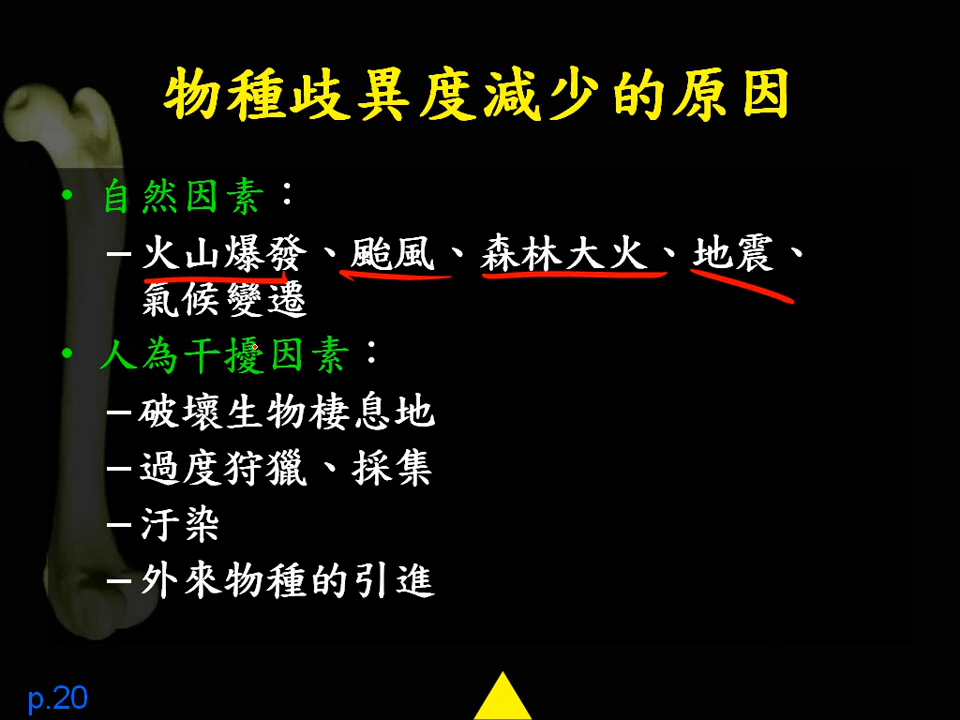 物種歧異度減少的原因
• 自然因素：
–火山爆發、颱風、森林大火、地震、
氣候變遷
• 人為干擾因素：
–破壞生物棲息地
–過度狩獵、採集
–汙染
–外來物種的引進
p.20